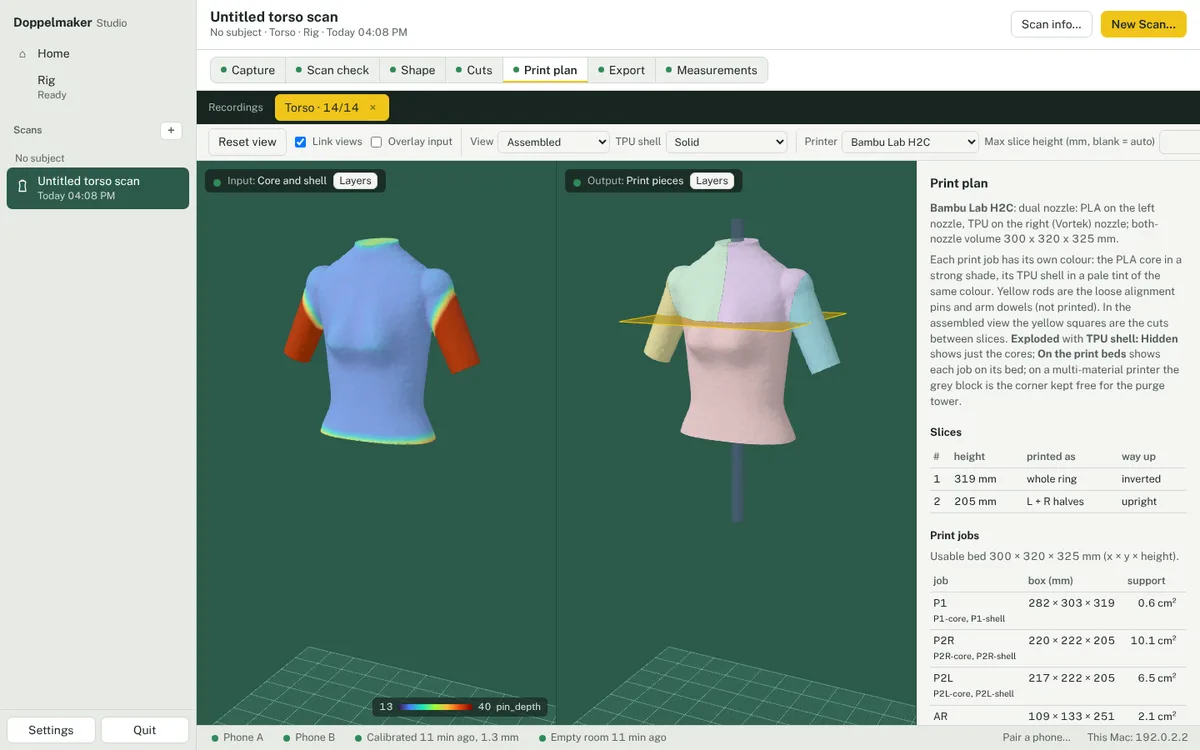 Doppelmaker Studio
Home
Rig
Ready
Scans
+
No subject
Untitled torso scan
Today 04:08 PM
Settings
Quit
Untitled torso scan
No subject · Torso · Rig · Today 04:08 PM
Scan info...
New Scan...
Capture
Scan check
Shape
Cuts
Print plan
Export
Measurements
Recordings
Torso · 14/14 ×
Reset view
Link views
Overlay input
View
Assembled
TPU shell
Solid
Printer
Bambu Lab H2C
Max slice height (mm, blank = auto)
Input: Core and shell
Layers
Output: Print pieces
Layers
13
40 pin_depth
Print plan
Bambu Lab H2C: dual nozzle: PLA on the left
nozzle, TPU on the right (Vortek) nozzle; both-
nozzle volume 300 x 320 x 325 mm.
Each print job has its own colour: the PLA core in a
strong shade, its TPU shell in a pale tint of the
same colour. Yellow rods are the loose alignment
pins and arm dowels (not printed). In the
assembled view the yellow squares are the cuts
between slices. Exploded with TPU shell: Hidden
shows just the cores; On the print beds shows
each job on its bed; on a multi-material printer the
grey block is the corner kept free for the purge
tower.
Slices
# height printed as way up
1 319 mm whole ring inverted
2 205 mm L + R halves upright
Print jobs
Usable bed 300 × 320 × 325 mm (x × y × height).
job box (mm) support
P1 282 × 303 × 319 0.6 cm²
P1-core, P1-shell
P2R 220 × 222 × 205 10.1 cm²
P2R-core, P2R-shell
P2L 217 × 222 × 205 6.5 cm²
P2L-core, P2L-shell
AR 109 × 133 × 251 2.1 cm²
Phone A
Phone B
Calibrated 11 min ago, 1.3 mm
Empty room 11 min ago
Pair a phone...
This Mac: 192.0.2.2